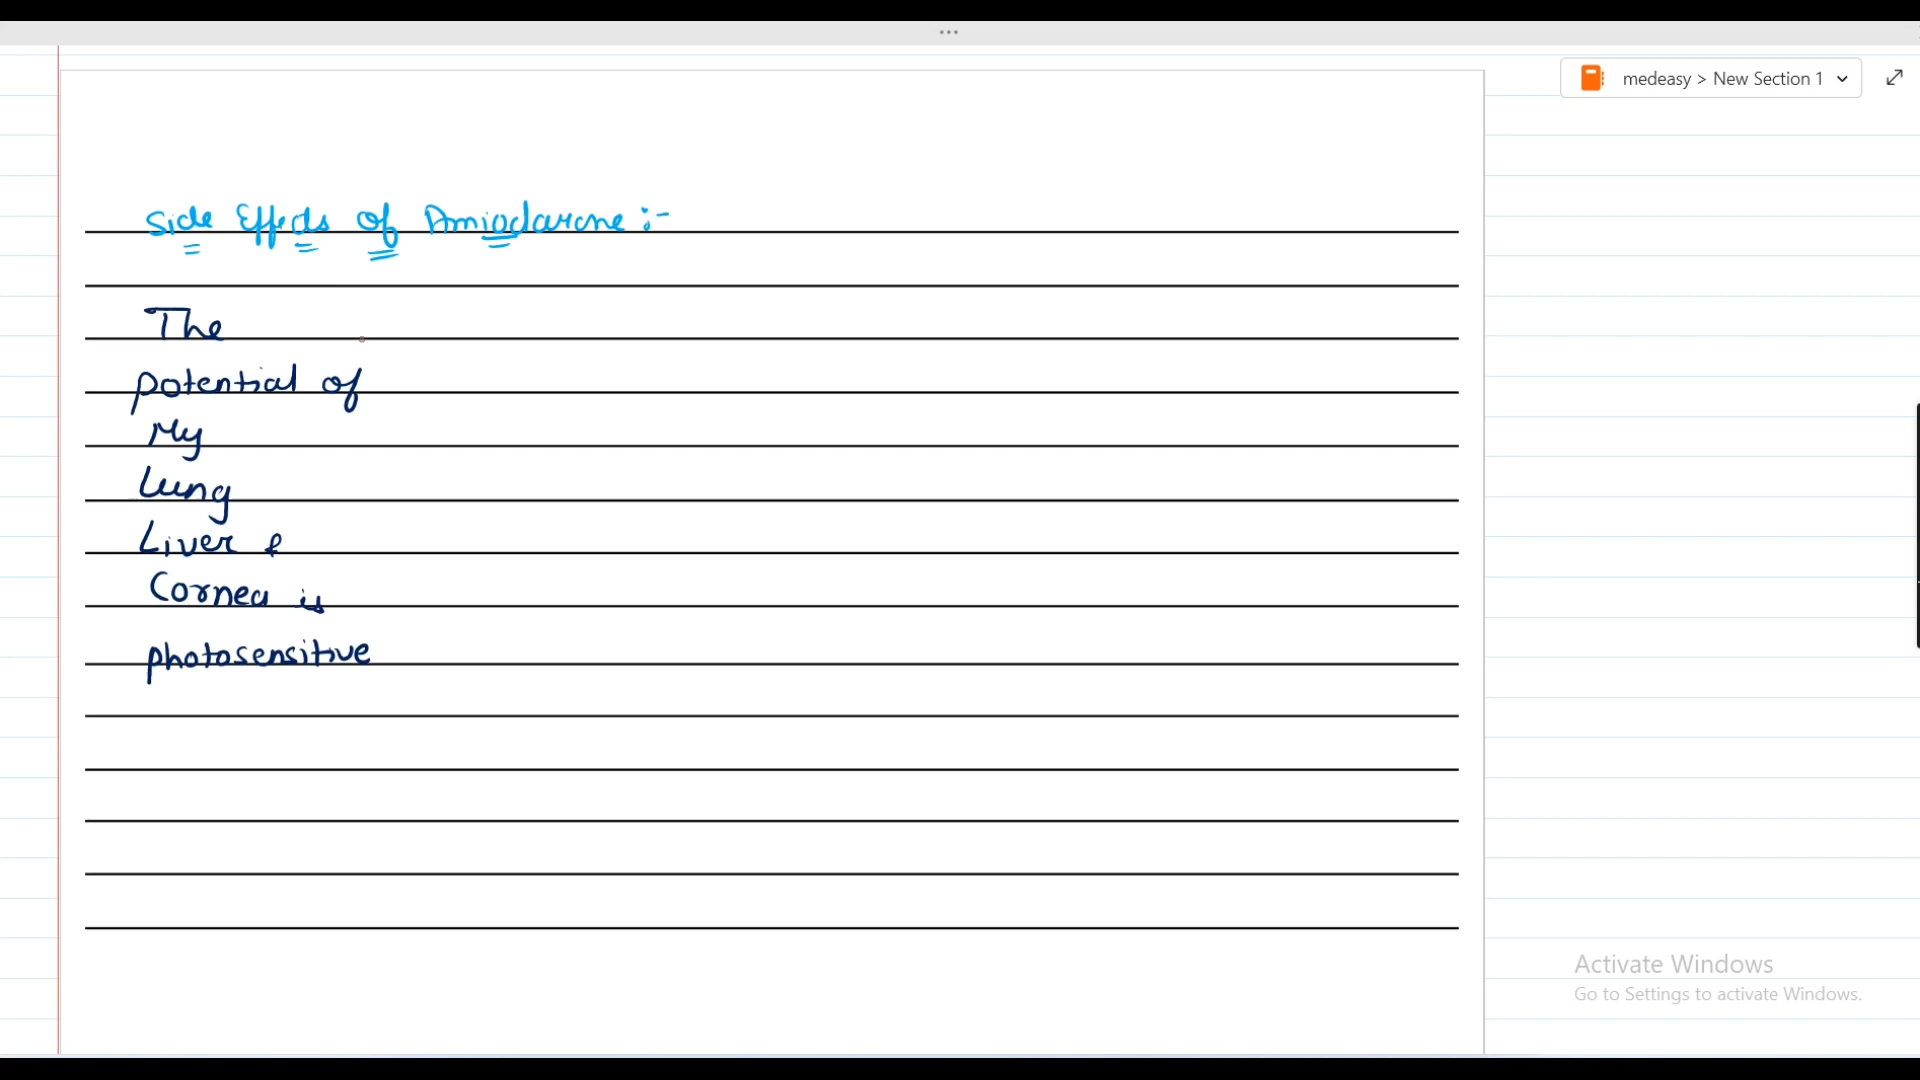 ...
medeasy > New Section 1
Side Effects of Amiodarone :-
The
potential of
My
Lung
Liver &
Cornea is
photosensitive
Activate Windows
Go to Settings to activate Windows.